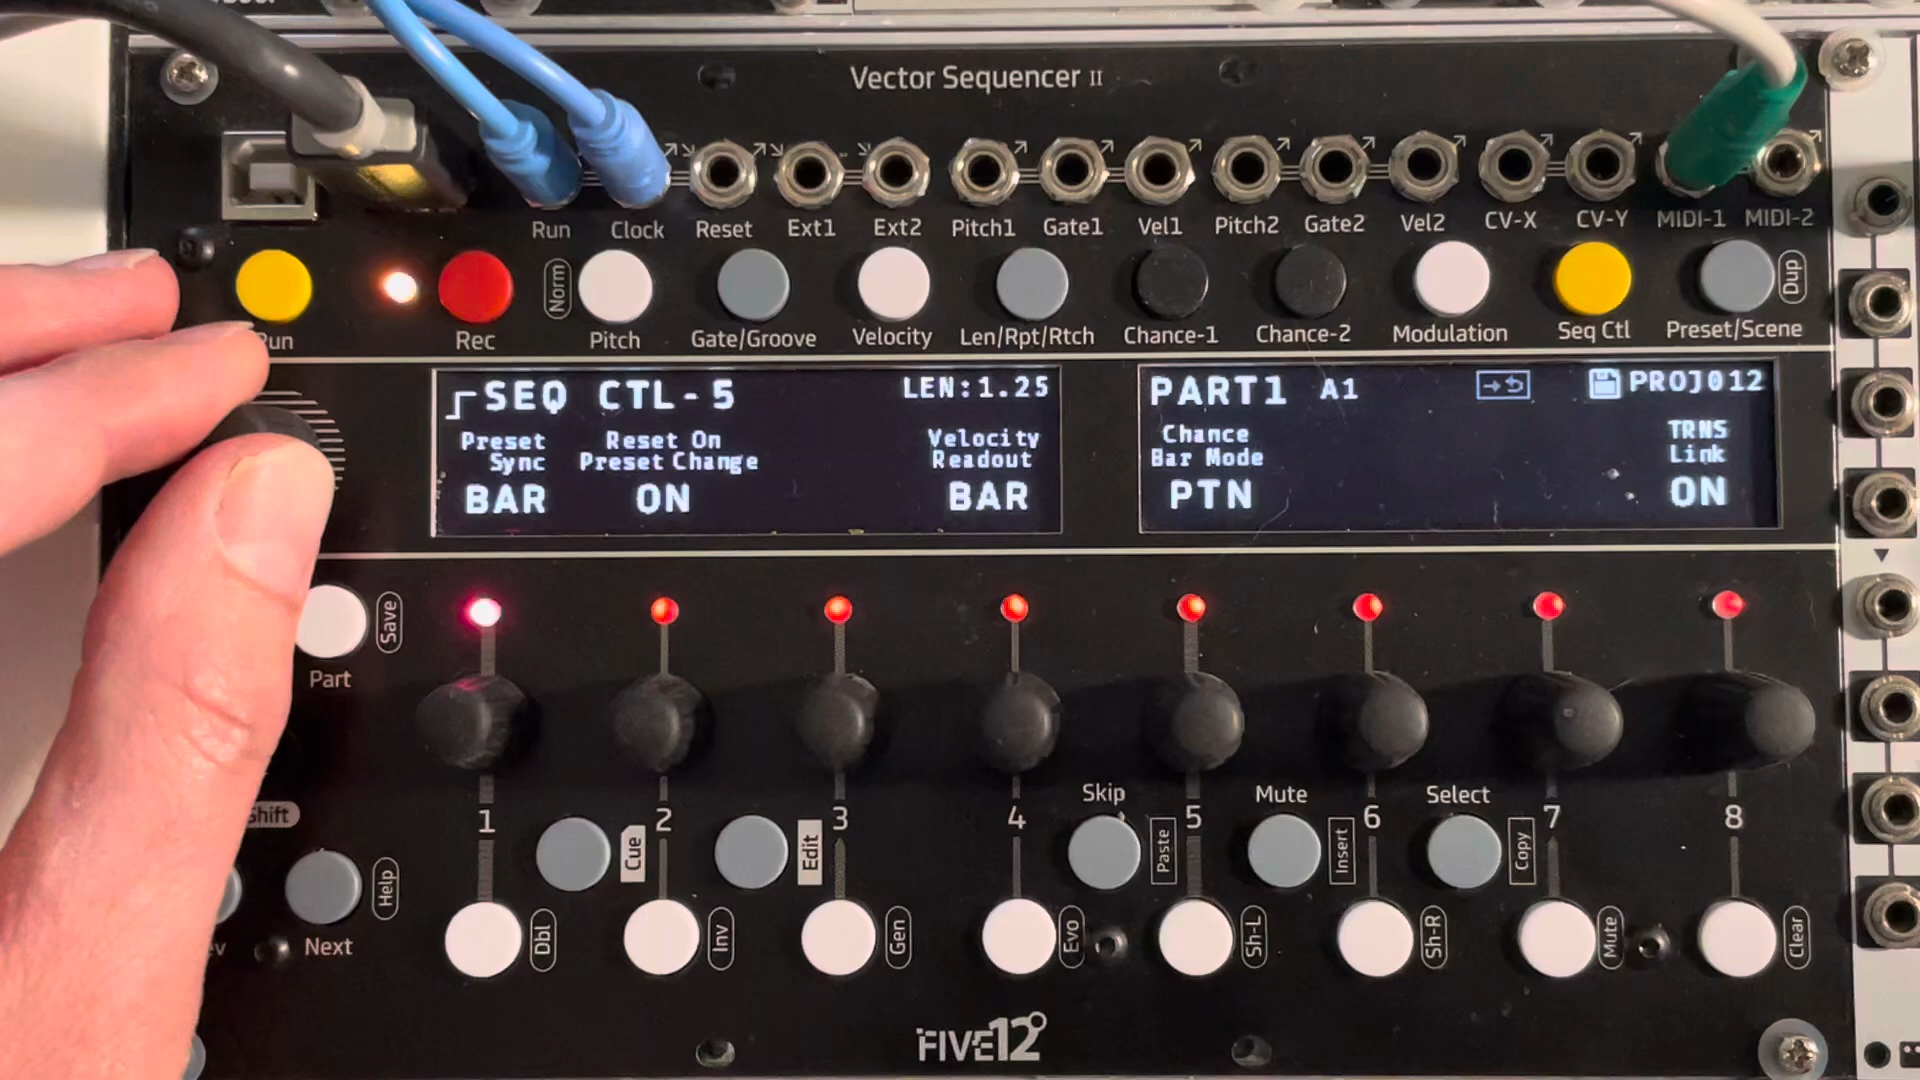 Vector Sequencer II
Run Clock Reset Ext1 Ext2 Pitch1 Gate1 Vel1 Pitch2 Gate2 Vel2 CV-X CV-Y MIDI-1 MIDI-2
Norm
Dup
Rec Pitch Gate/Groove Velocity Len/Rpt/Rtch Chance-1 Chance-2 Modulation Seq Ctl Preset/Scene
SEQ CTL-5 LEN:1.25
Preset Reset On Velocity
Sync Preset Change Readout
BAR ON BAR
PART1 A1 PROJ012
Chance TRNS
Bar Mode Link
PTN ON
Save
Part
Skip Mute Select
1 2 3 4 5 6 7 8
Cue Edit Paste Insert Copy
Help
Next
Dbl Inv Gen Evo Sh-L Sh-R Mute Clear
FIVE12